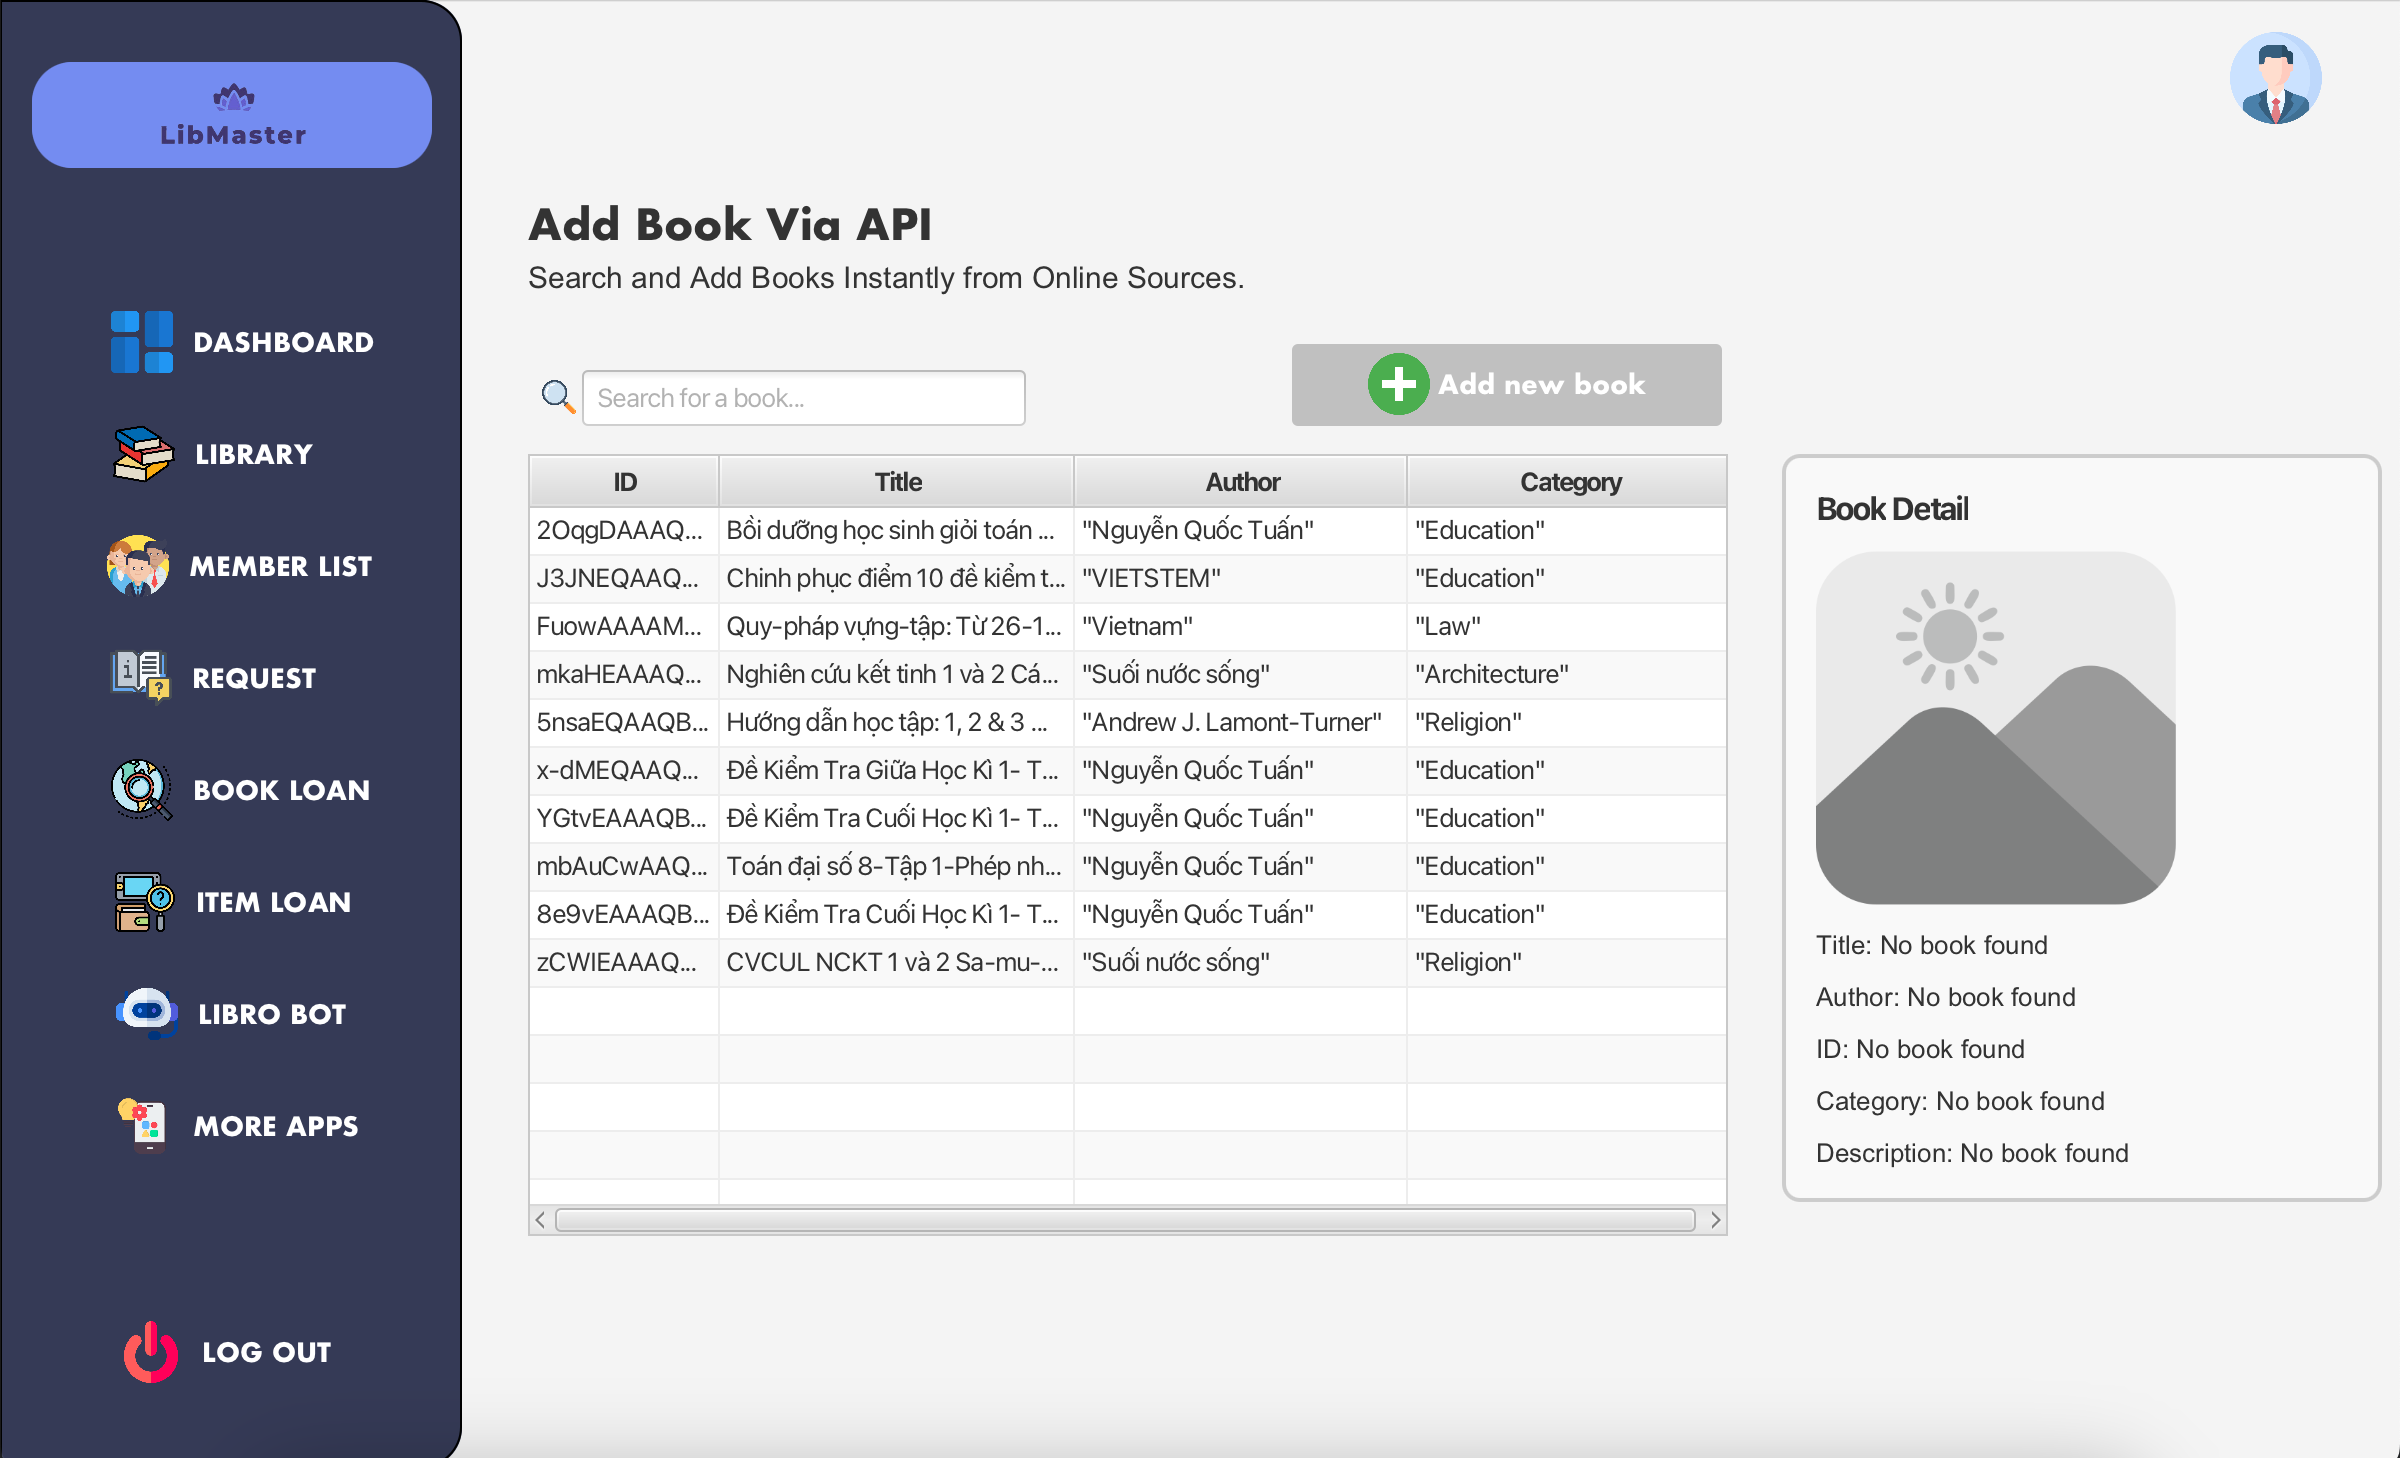 LibMaster
DASHBOARD
LIBRARY
MEMBER LIST
REQUEST
BOOK LOAN
ITEM LOAN
LIBRO BOT
MORE APPS
LOG OUT
Add Book Via API
Search and Add Books Instantly from Online Sources.
Search for a book...
Add new book
ID Title Author Category
2OqgDAAAQ... Bồi dưỡng học sinh giỏi toán ... "Nguyễn Quốc Tuấn" "Education"
J3JNEQAAQ... Chinh phục điểm 10 đề kiểm t... "VIETSTEM" "Education"
FuowAAAAM... Quy-pháp vựng-tập: Từ 26-1... "Vietnam" "Law"
mkaHEAAAQ... Nghiên cứu kết tinh 1 và 2 Cá... "Suối nước sống" "Architecture"
5nsaEQAAQB... Hướng dẫn học tập: 1, 2 & 3 ... "Andrew J. Lamont-Turner" "Religion"
x-dMEQAAQ... Đề Kiểm Tra Giữa Học Kì 1- T... "Nguyễn Quốc Tuấn" "Education"
YGtvEAAAQB... Đề Kiểm Tra Cuối Học Kì 1- T... "Nguyễn Quốc Tuấn" "Education"
mbAuCwAAQ... Toán đại số 8-Tập 1-Phép nh... "Nguyễn Quốc Tuấn" "Education"
8e9vEAAAQB... Đề Kiểm Tra Cuối Học Kì 1- T... "Nguyễn Quốc Tuấn" "Education"
zCWIEAAAQ... CVCUL NCKT 1 và 2 Sa-mu-... "Suối nước sống" "Religion"
Book Detail
Title: No book found
Author: No book found
ID: No book found
Category: No book found
Description: No book found